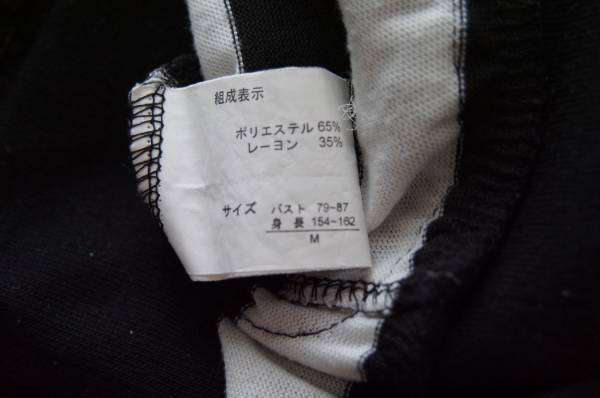 組成表示
ポリエステル 65%
レーヨン 35%
サイズ バスト 79~87
身長 154~162
M